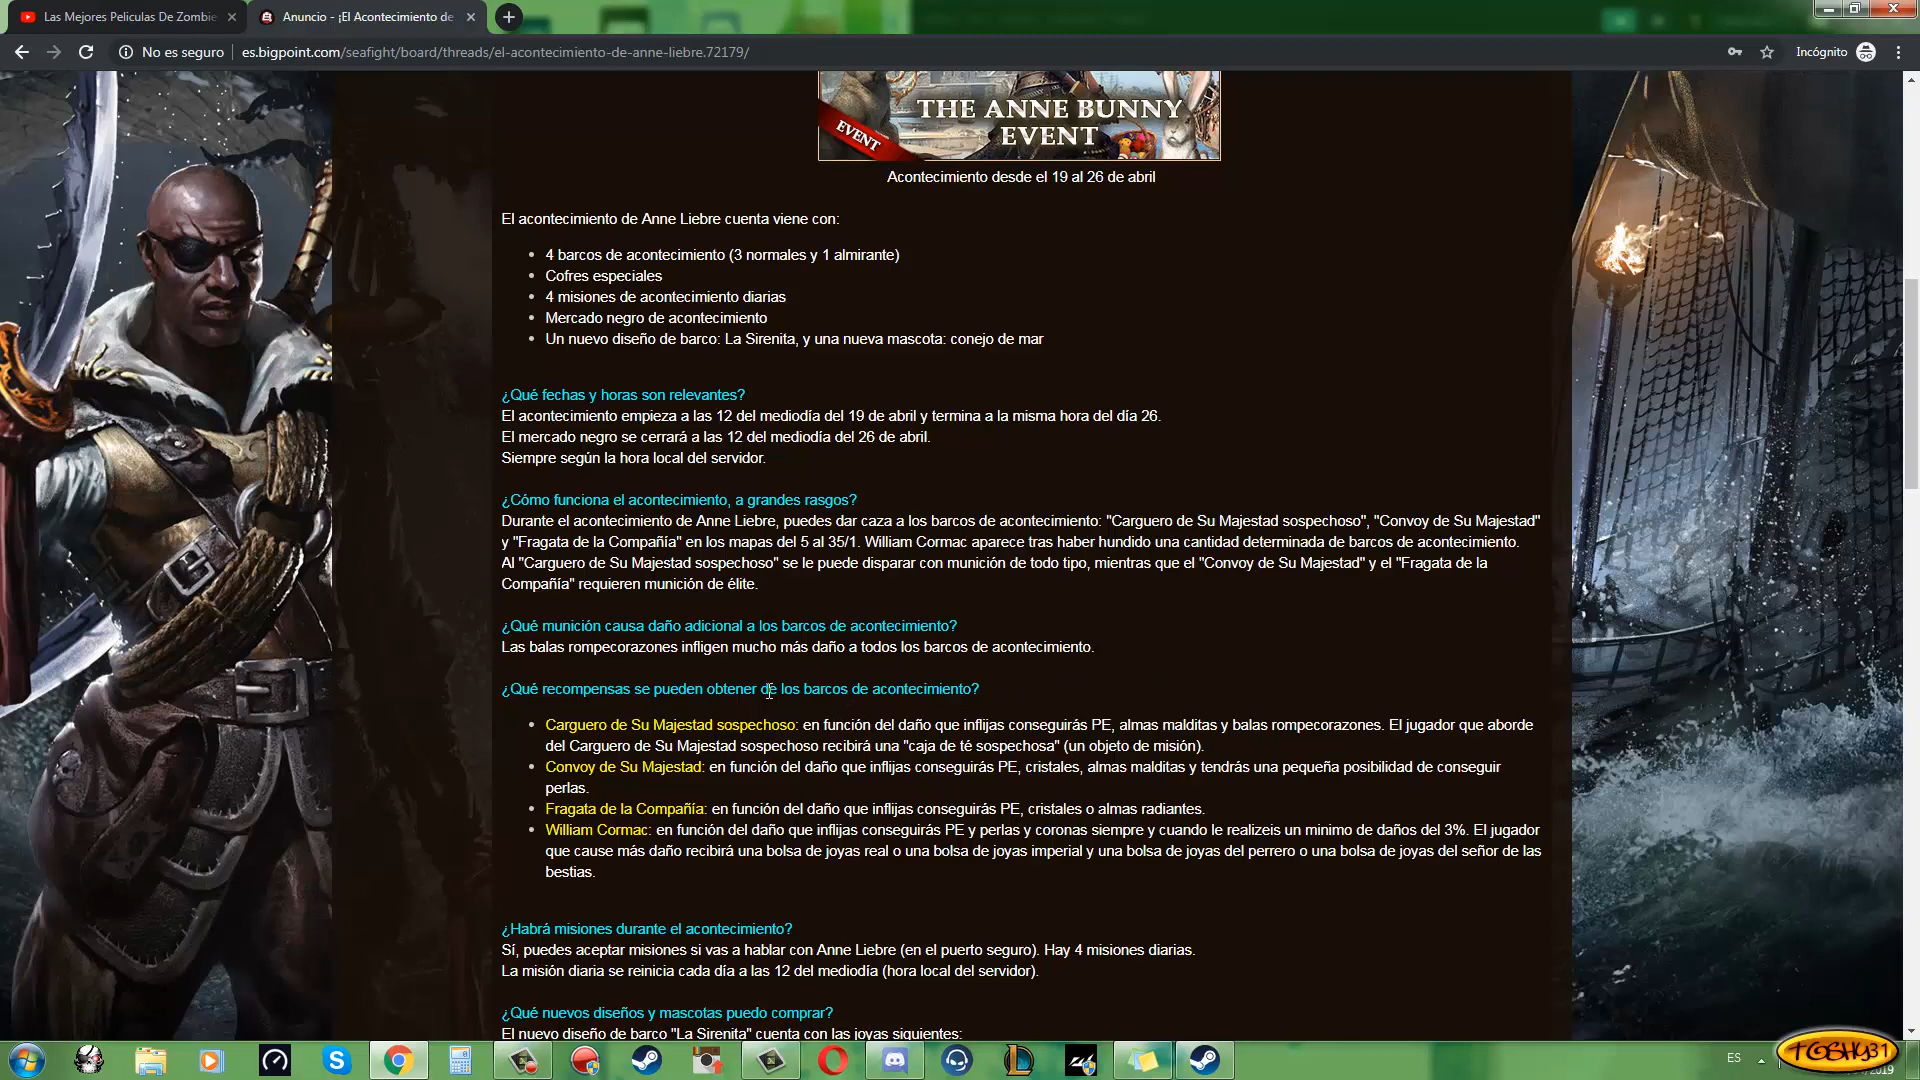 Las Mejores Peliculas De Zombie
Anuncio - ¡El Acontecimiento de
No es seguro
es.bigpoint.com/seafight/board/threads/el-acontecimiento-de-anne-liebre.72179/
Incógnito
EVENT
THE ANNE BUNNY
EVENT
Acontecimiento desde el 19 al 26 de abril
El acontecimiento de Anne Liebre cuenta viene con:
4 barcos de acontecimiento (3 normales y 1 almirante)
Cofres especiales
4 misiones de acontecimiento diarias
Mercado negro de acontecimiento
Un nuevo diseño de barco: La Sirenita, y una nueva mascota: conejo de mar
¿Qué fechas y horas son relevantes?
El acontecimiento empieza a las 12 del mediodía del 19 de abril y termina a la misma hora del día 26.
El mercado negro se cerrará a las 12 del mediodía del 26 de abril.
Siempre según la hora local del servidor.
¿Cómo funciona el acontecimiento, a grandes rasgos?
Durante el acontecimiento de Anne Liebre, puedes dar caza a los barcos de acontecimiento: "Carguero de Su Majestad sospechoso", "Convoy de Su Majestad"
y "Fragata de la Compañía" en los mapas del 5 al 35/1. William Cormac aparece tras haber hundido una cantidad determinada de barcos de acontecimiento.
Al "Carguero de Su Majestad sospechoso" se le puede disparar con munición de todo tipo, mientras que el "Convoy de Su Majestad" y el "Fragata de la
Compañía" requieren munición de élite.
¿Qué munición causa daño adicional a los barcos de acontecimiento?
Las balas rompecorazones infligen mucho más daño a todos los barcos de acontecimiento.
¿Qué recompensas se pueden obtener de los barcos de acontecimiento?
Carguero de Su Majestad sospechoso: en función del daño que inflijas conseguirás PE, almas malditas y balas rompecorazones. El jugador que aborde
del Carguero de Su Majestad sospechoso recibirá una "caja de té sospechosa" (un objeto de misión).
Convoy de Su Majestad: en función del daño que inflijas conseguirás PE, cristales, almas malditas y tendrás una pequeña posibilidad de conseguir
perlas.
Fragata de la Compañía: en función del daño que inflijas conseguirás PE, cristales o almas radiantes.
William Cormac: en función del daño que inflijas conseguirás PE y perlas y coronas siempre y cuando le realizeis un minimo de daños del 3%. El jugador
que cause más daño recibirá una bolsa de joyas real o una bolsa de joyas imperial y una bolsa de joyas del perrero o una bolsa de joyas del señor de las
bestias.
¿Habrá misiones durante el acontecimiento?
Sí, puedes aceptar misiones si vas a hablar con Anne Liebre (en el puerto seguro). Hay 4 misiones diarias.
La misión diaria se reinicia cada día a las 12 del mediodía (hora local del servidor).
¿Qué nuevos diseños y mascotas puedo comprar?
El nuevo diseño de barco "La Sirenita" cuenta con las joyas siguientes:
ES
TOSHY31